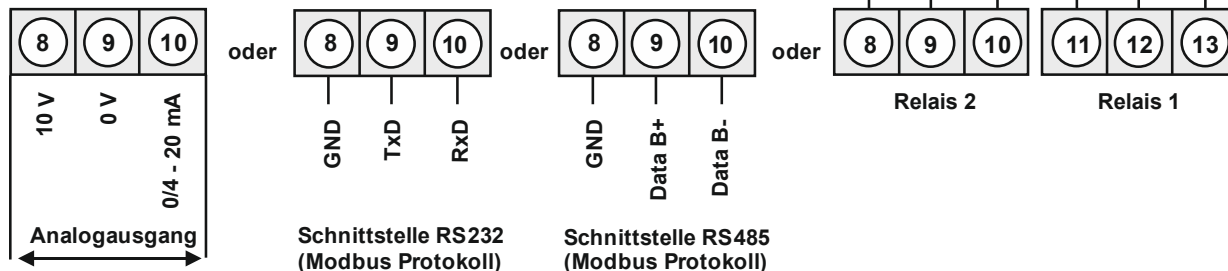 8 9 10 oder 8 9 10 oder 8 9 10 oder 8 9 10 11 12 13
10 V
0 V
0/4 - 20 mA
GND
TxD
RxD
GND
Data B+
Data B-
Relais 2
Relais 1
Analogausgang
Schnittstelle RS232
(Modbus Protokoll)
Schnittstelle RS485
(Modbus Protokoll)